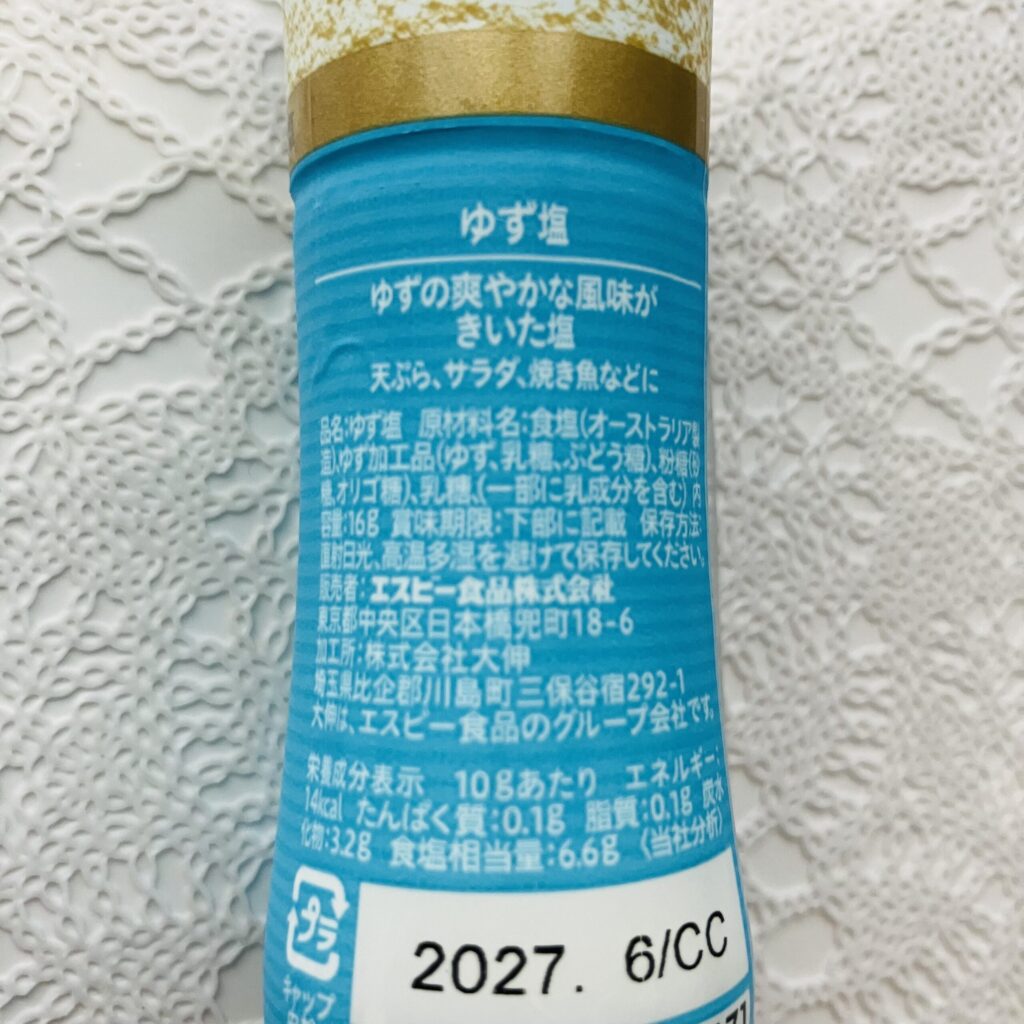 ゆず塩
ゆずの爽やかな風味が
きいた塩
天ぷら、サラダ、焼き魚などに
品名:ゆず塩 原材料名:食塩(オーストラリア製
造)、ゆず加工品(ゆず、乳糖、ぶどう糖)、粉糖(砂
糖、オリゴ糖)、乳糖、(一部に乳成分を含む) 内
容量:16g 賞味期限:下部に記載 保存方法:
直射日光、高温多湿を避けて保存してください。
販売者:エスビー食品株式会社
東京都中央区日本橋兜町18-6
加工所:株式会社大伸
埼玉県比企郡川島町三保谷宿292-1
大伸は、エスビー食品のグループ会社です。
栄養成分表示 10gあたり エネルギー:
14kcal たんぱく質:0.1g 脂質:0.1g 炭水
化物:3.2g 食塩相当量:6.6g 〈当社分析〉
プラ
2027. 6/CC
キャップ